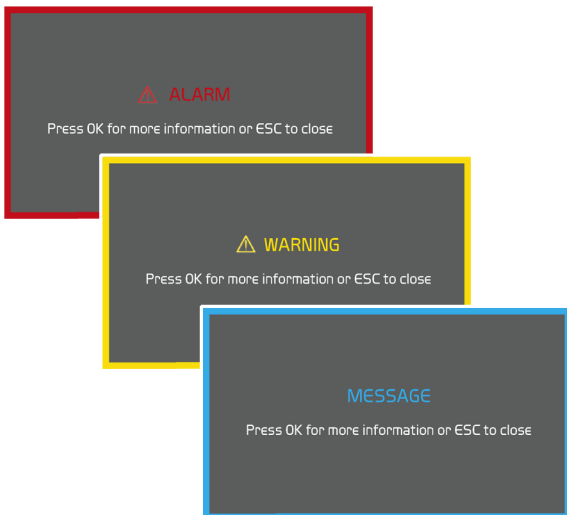 ALARM
Press OK for more information or ESC to close
WARNING
Press OK for more information or ESC to close
MESSAGE
Press OK for more information or ESC to close